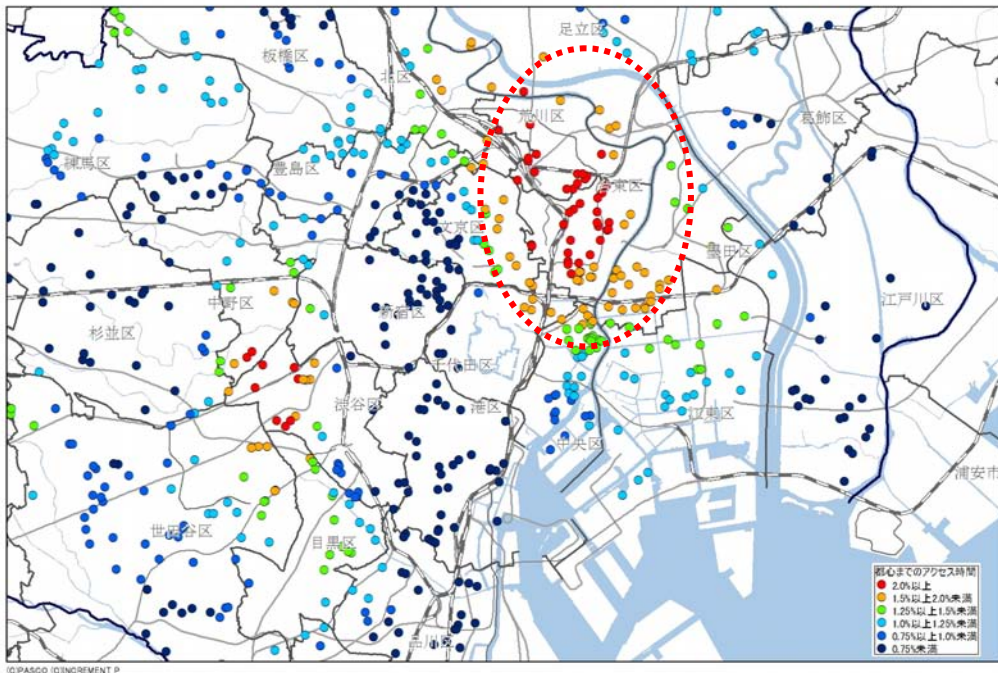 足立区
板橋区
北区
荒川区
葛飾区
練馬区
豊島区
台東区
文京区
墨田区
中野区
新宿区
江戸川区
杉並区
千代田区
渋谷区
港区
江東区
中央区
浦安市
世田谷区
目黒区
品川区
都心までのアクセス時間
2.0%以上
1.5%以上2.0%未満
1.25%以上1.5%未満
1.0%以上1.25%未満
0.75%以上1.0%未満
0.75%未満
(C)PASCO (C)INCREMENT P